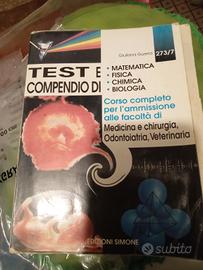 Giuliana Guerra
273/7
TEST E
COMPENDIO DI
• MATEMATICA
• FISICA
• CHIMICA
• BIOLOGIA
Corso completo
per l'ammissione
alle facoltà di
Medicina e chirurgia,
Odontoiatria, Veterinaria
EDIZIONI SIMONE
subito